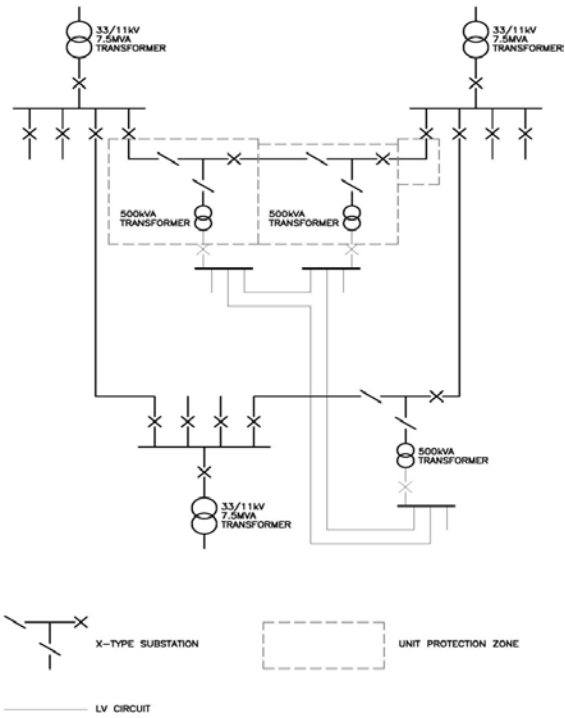 33/11kV
7.5MVA
TRANSFORMER
33/11kV
7.5MVA
TRANSFORMERS
500kVA
TRANSFORMER
500kVA
TRANSFORMER
500kVA
TRANSFORMER
33/11kV
7.5MVA
TRANSFORMER
X-TYPE SUBSTATION
UNIT PROTECTION ZONE
LV CIRCUIT